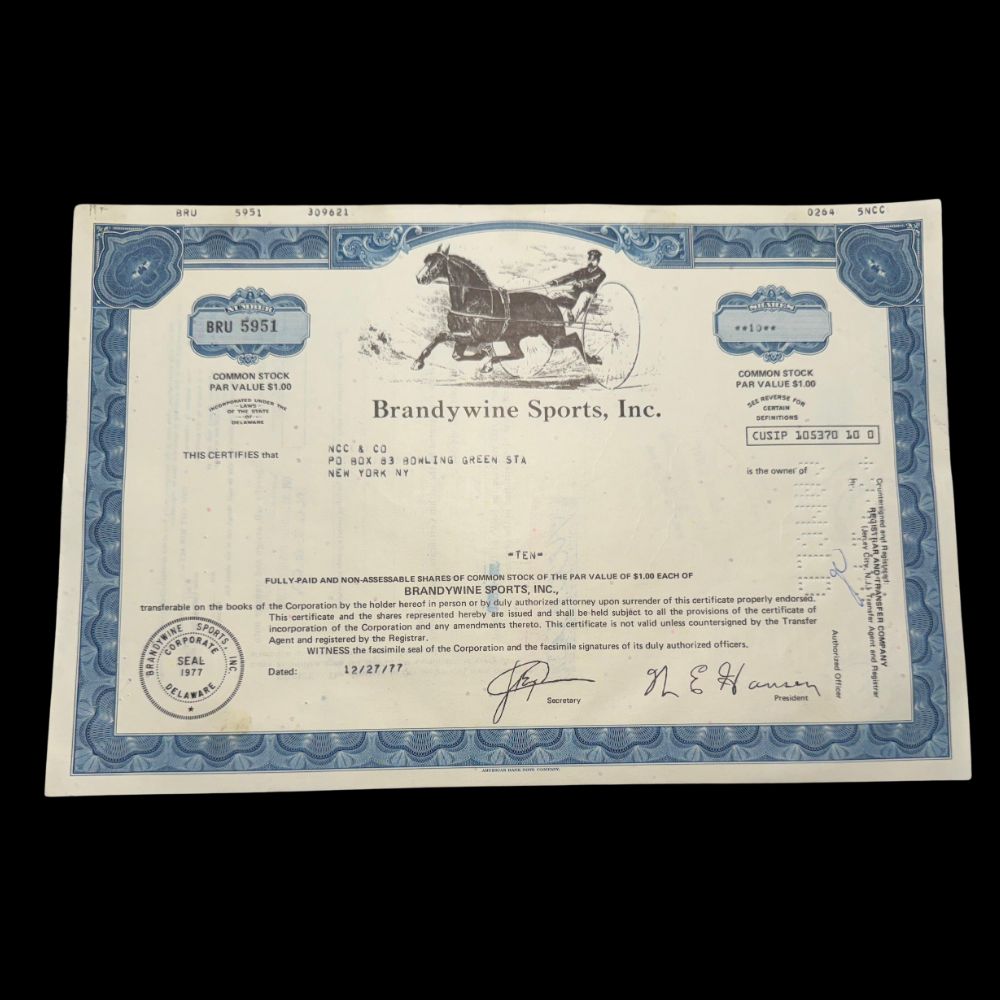 BRU 5951 309621 0264 5NCC
NUMBER
BRU 5951
SHARES
**10**
COMMON STOCK
PAR VALUE $1.00
COMMON STOCK
PAR VALUE $1.00
INCORPORATED UNDER THE
LAWS
OF THE STATE
OF
DELAWARE
SEE REVERSE FOR
CERTAIN
DEFINITIONS
Brandywine Sports, Inc.
CUSIP 105370 10 0
THIS CERTIFIES that
NCC & CO
PO BOX 83 BOWLING GREEN STA
NEW YORK NY
is the owner of
=TEN=
FULLY-PAID AND NON-ASSESSABLE SHARES OF COMMON STOCK OF THE PAR VALUE OF $1.00 EACH OF
BRANDYWINE SPORTS, INC.,
transferable on the books of the Corporation by the holder hereof in person or by duly authorized attorney upon surrender of this certificate properly endorsed.
This certificate and the shares represented hereby are issued and shall be held subject to all the provisions of the certificate of
incorporation of the Corporation and any amendments thereto. This certificate is not valid unless countersigned by the Transfer
Agent and registered by the Registrar.
WITNESS the facsimile seal of the Corporation and the facsimile signatures of its duly authorized officers.
Dated: 12/27/77
BRANDYWINE SPORTS, INC.
CORPORATE
SEAL
1977
DELAWARE
Secretary
N E Hansen
President
Countersigned and Registered:
REGISTRAR AND TRANSFER COMPANY
(Jersey City, N.J.) Transfer Agent and Registrar
By:
Authorized Officer
AMERICAN BANK NOTE COMPANY.